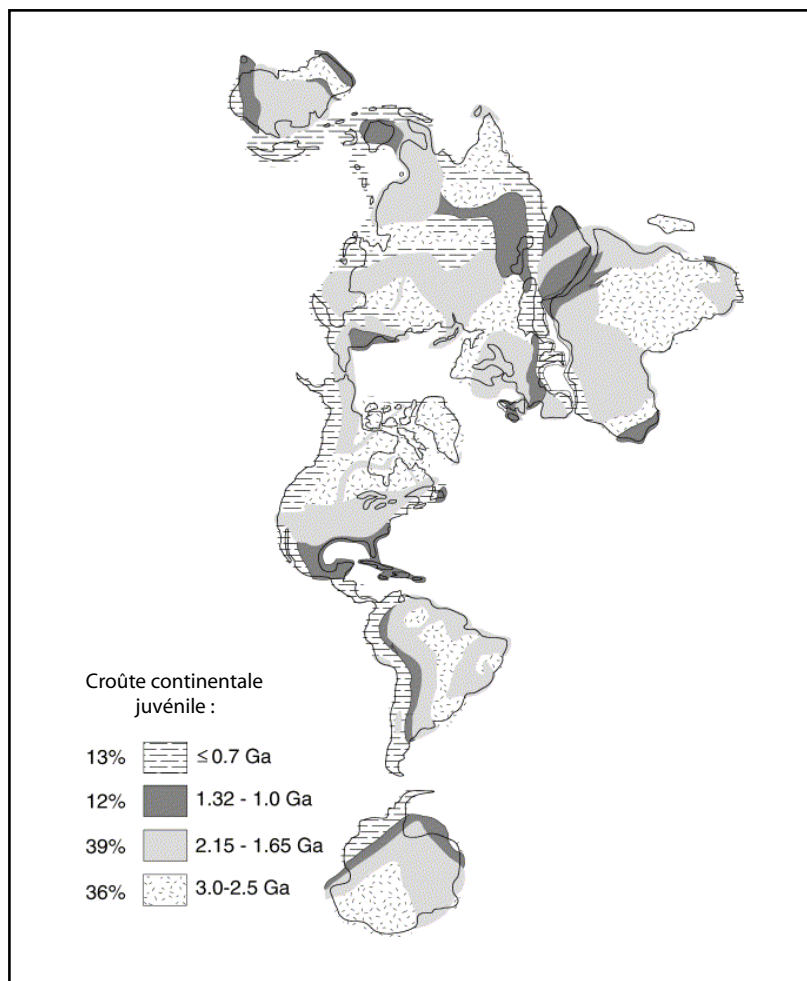 Croûte continentale
juvénile :
13% ≤ 0.7 Ga
12% 1.32 - 1.0 Ga
39% 2.15 - 1.65 Ga
36% 3.0-2.5 Ga